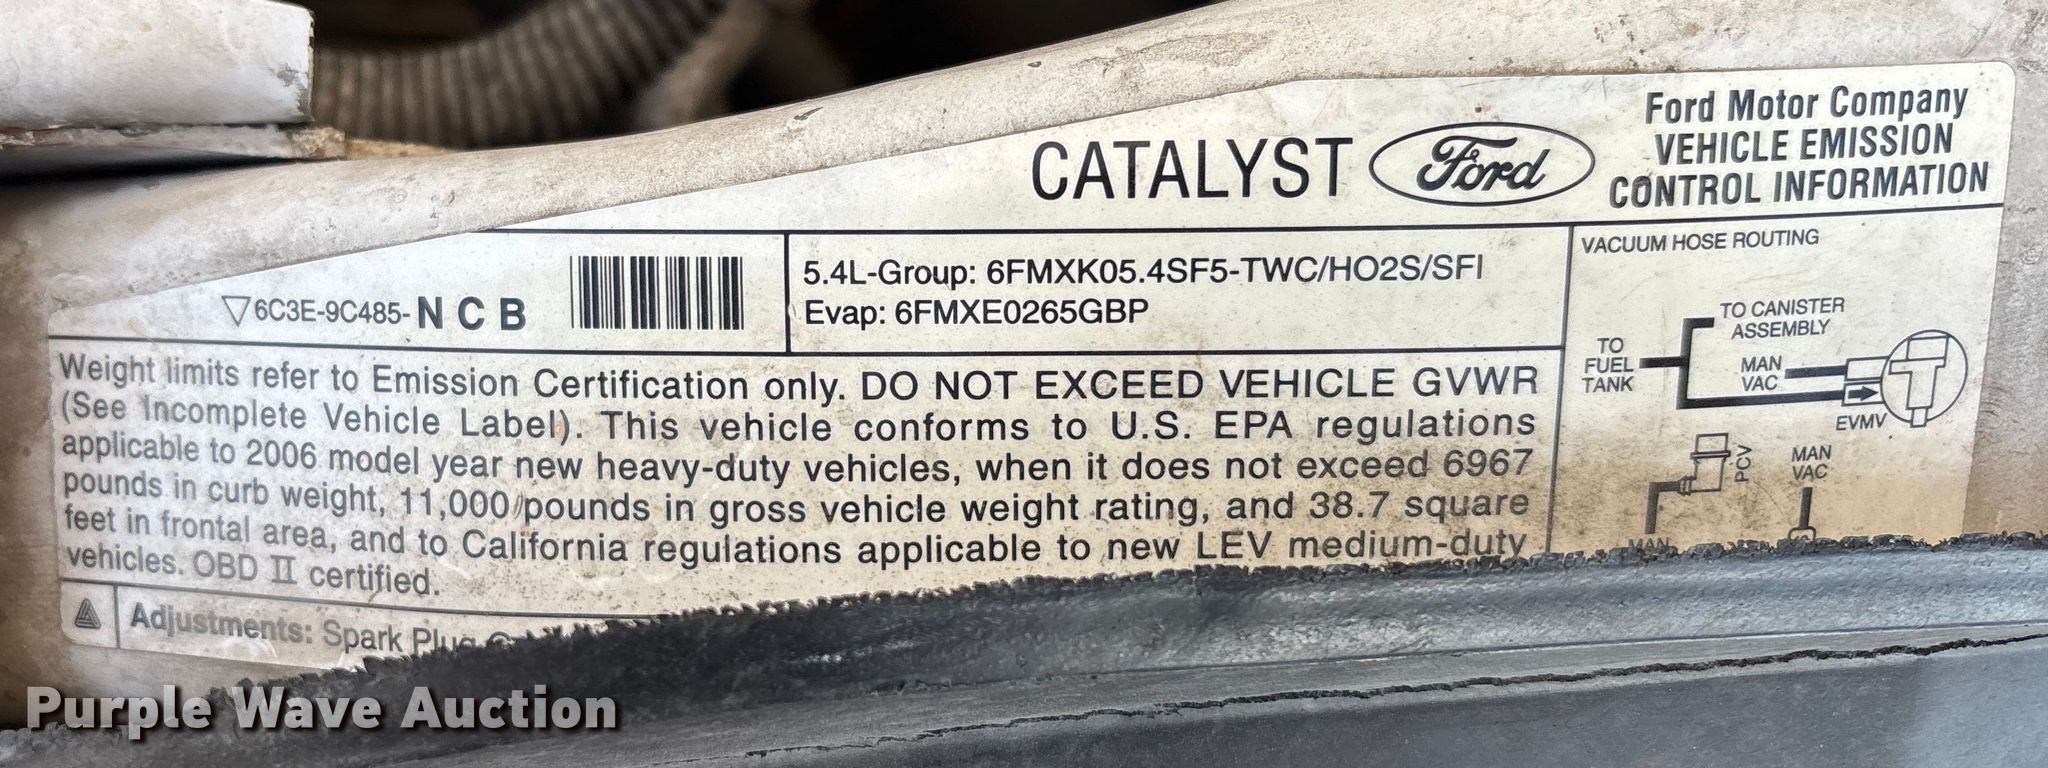 CATALYST Ford
Ford Motor Company
VEHICLE EMISSION
CONTROL INFORMATION
6C3E-9C485-NCB
5.4L-Group: 6FMXK05.4SF5-TWC/HO2S/SFI
Evap: 6FMXE0265GBP
Weight limits refer to Emission Certification only. DO NOT EXCEED VEHICLE GVWR
(See Incomplete Vehicle Label). This vehicle conforms to U.S. EPA regulations
applicable to 2006 model year new heavy-duty vehicles, when it does not exceed 6967
pounds in curb weight, 11,000 pounds in gross vehicle weight rating, and 38.7 square
feet in frontal area, and to California regulations applicable to new LEV medium-duty
vehicles. OBD II certified.
Adjustments: Spark Plug
VACUUM HOSE ROUTING
TO CANISTER
ASSEMBLY
TO
FUEL
TANK
MAN
VAC
EVMV
PCV
MAN
VAC
MAN
Purple Wave Auction